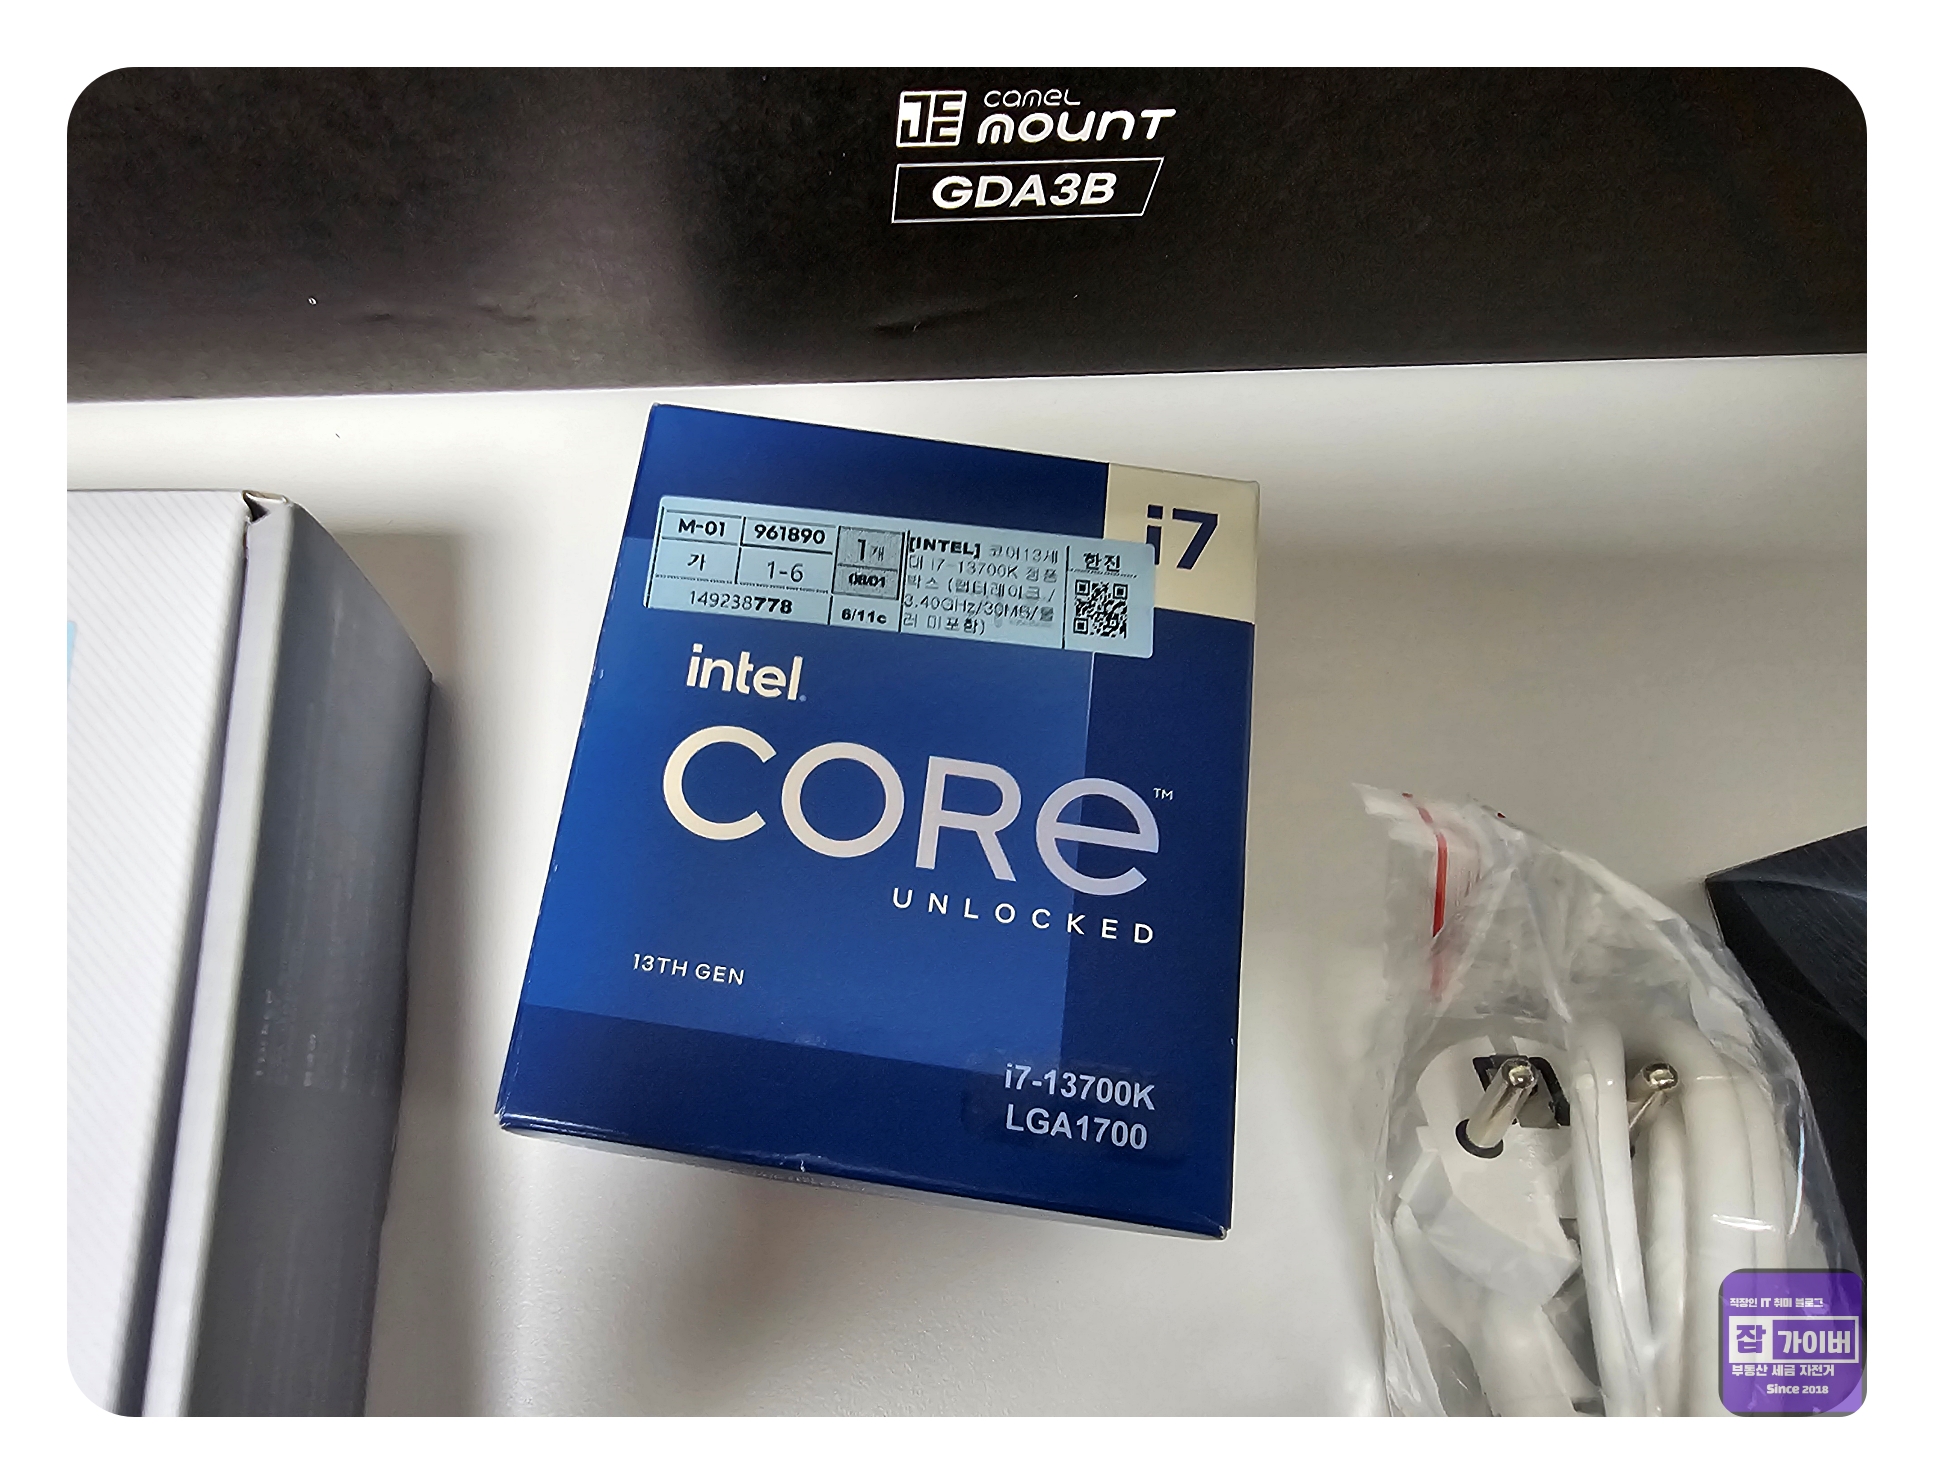 JE camel
mount
GDA3B
i7
M-01
961890
1개
08/01
[INTEL] 코어13세
대 i7-13700K 정품
박스 (랩터레이크/
3.40GHz/30MB/쿨
러 미포함)
한진
가
1-6
149238778
6/11c
intel
CORe™
UNLOCKED
13TH GEN
i7-13700K
LGA1700
직장인 IT 취미 블로그
잡 가이버
부동산 세금 자전거
Since 2018